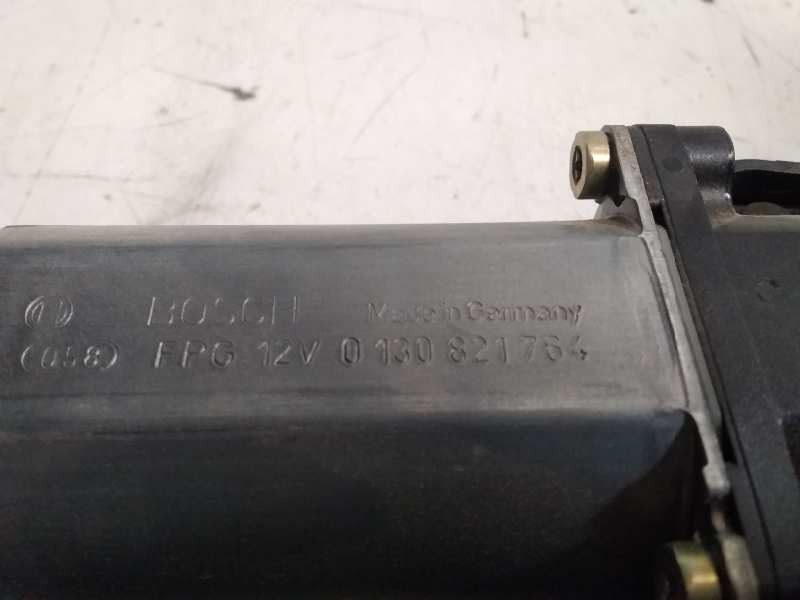 BOSCH Made in Germany
(058) FPG 12V 0 130 821 764